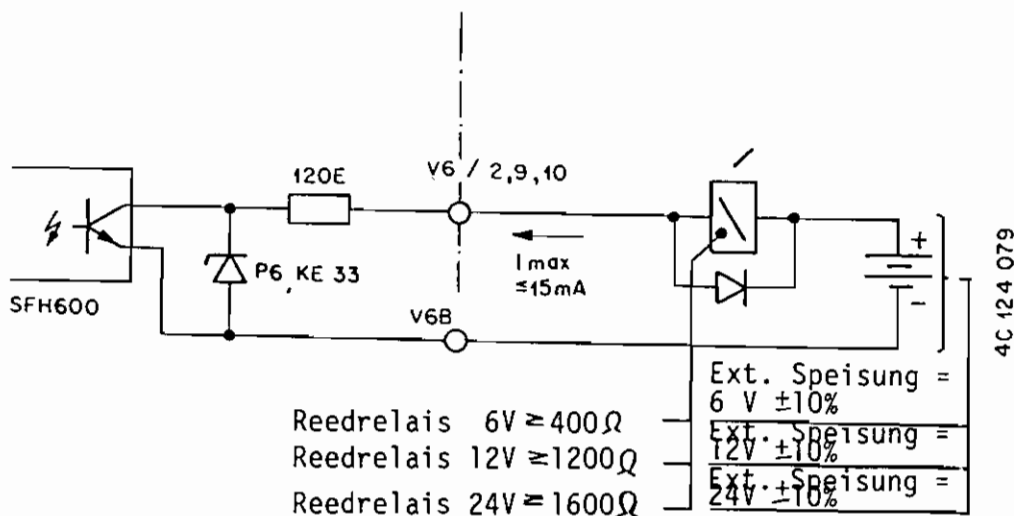 120E
V6 / 2,9,10
I max
≤15mA
P6, KE 33
SFH600
V6B
+
-
4C 124 079
Reedrelais 6V ≥ 400Ω
Reedrelais 12V ≥ 1200Ω
Reedrelais 24V ≥ 1600Ω
Ext. Speisung =
6 V ±10%
Ext. Speisung =
12V ±10%
Ext. Speisung =
24V ±10%